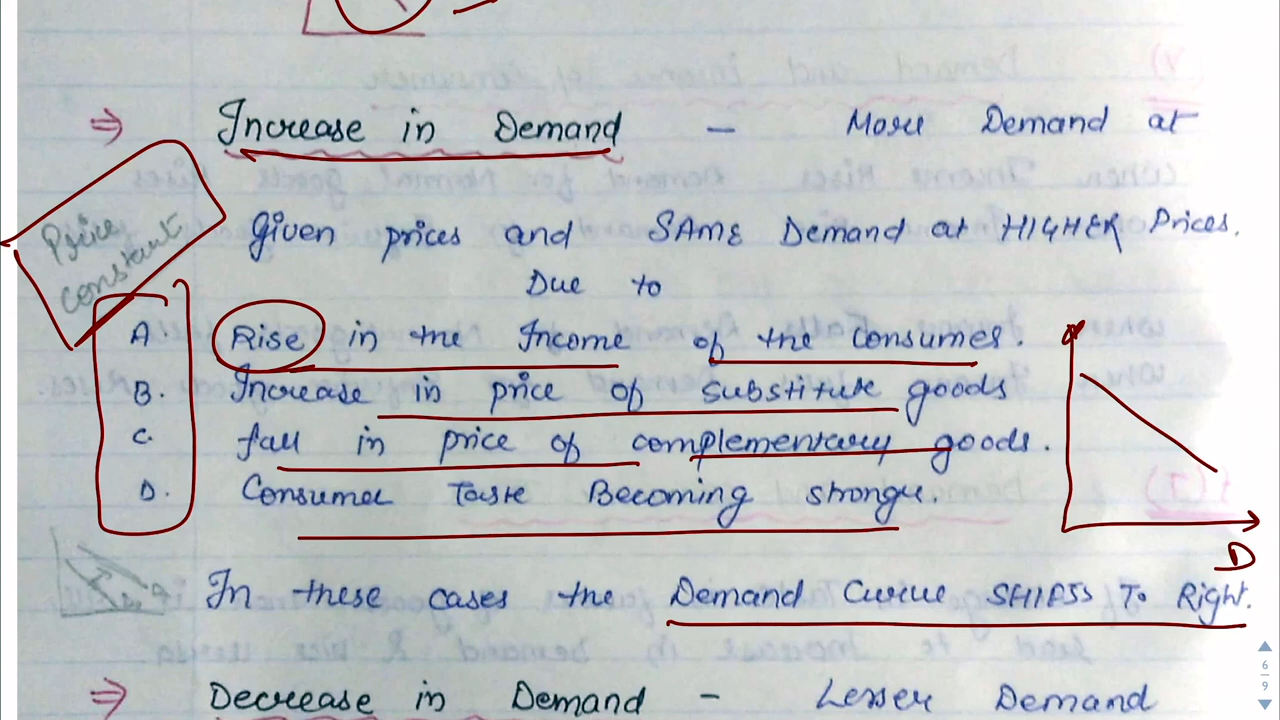 ⇒ Increase in Demand – More Demand at
Price
constant
Given prices and SAME Demand at HIGHER Prices.
Due to
A. Rise in the Income of the consumes.
B. Increase in price of substitute goods
C. fall in price of complementary goods.
D. Consumer Taste Becoming stronger.
D
In these cases the Demand Curve SHIFTS To Right.
⇒ Decrease in Demand – Lesser Demand
6
9